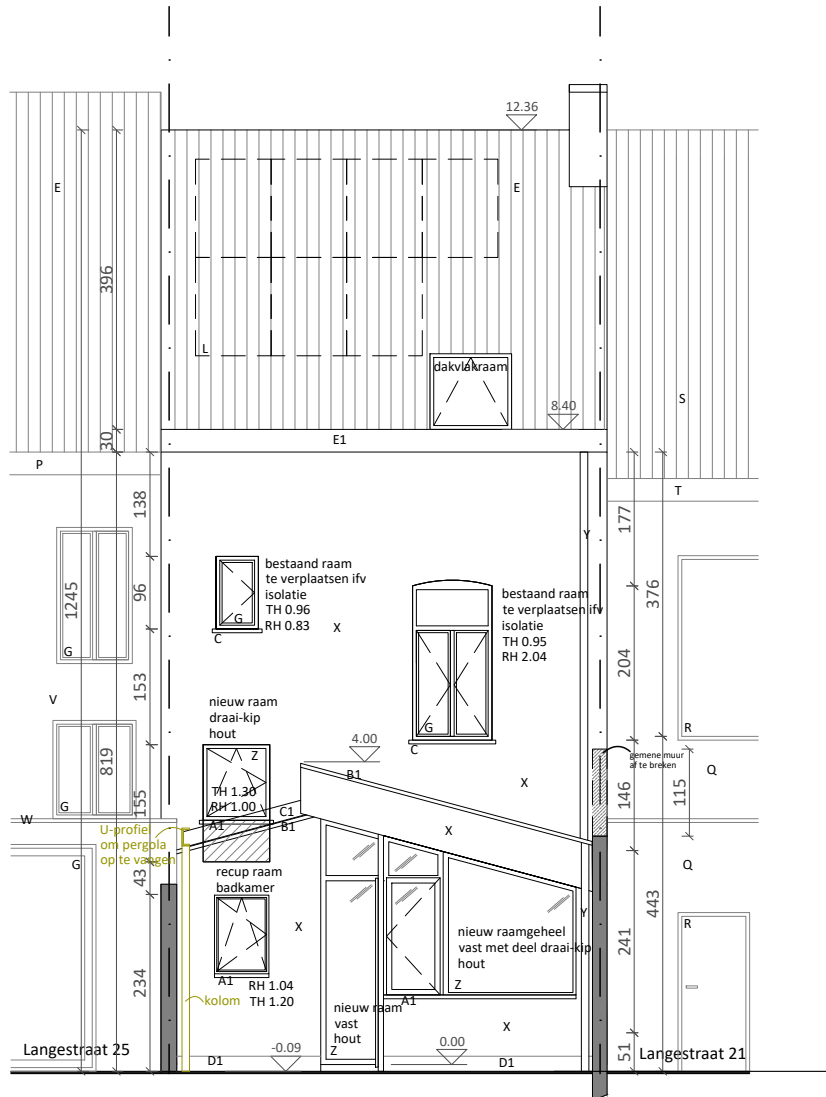 12.36
E
E
396
L
dakvlakraam
S
8.40
30
E1
P
T
138
Y
177
bestaand raam
te verplaatsen ifv
isolatie
TH 0.96
RH 0.83
G
C
X
bestaand raam
te verplaatsen ifv
isolatie
TH 0.95
RH 2.04
G
C
1245
96
376
G
153
204
V
nieuw raam
draai-kip
hout
Z
TH 1.30
RH 1.00
A1
4.00
B1
R
gemene muur
af te breken
Q
819
G
155
X
146
115
W
C1
B1
U-profiel
om pergola
op te vangen
X
G
43
recup raam
badkamer
Q
443
X
Y
R
nieuw raamgeheel
vast met deel draai-kip
hout
241
234
A1
RH 1.04
TH 1.20
Z
kolom
nieuw raam
vast
hout
Z
A1
X
Langestraat 25
D1
-0.09
0.00
D1
51
Langestraat 21